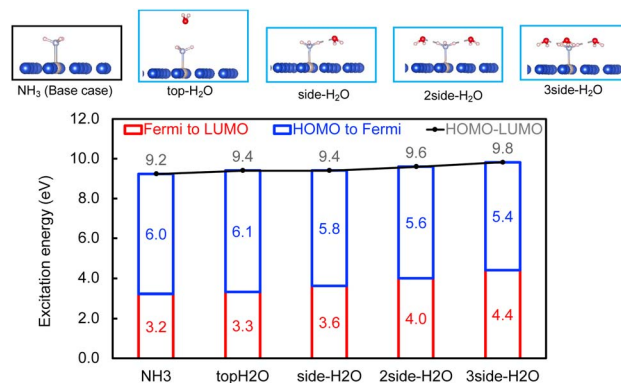 NH3 (Base case)
top-H2O
side-H2O
2side-H2O
3side-H2O
Fermi to LUMO
HOMO to Fermi
HOMO-LUMO
Excitation energy (eV)
12.0
10.0
8.0
6.0
4.0
2.0
0.0
9.2
9.4
9.4
9.6
9.8
6.0
6.1
5.8
5.6
5.4
3.2
3.3
3.6
4.0
4.4
NH3
topH2O
side-H2O
2side-H2O
3side-H2O